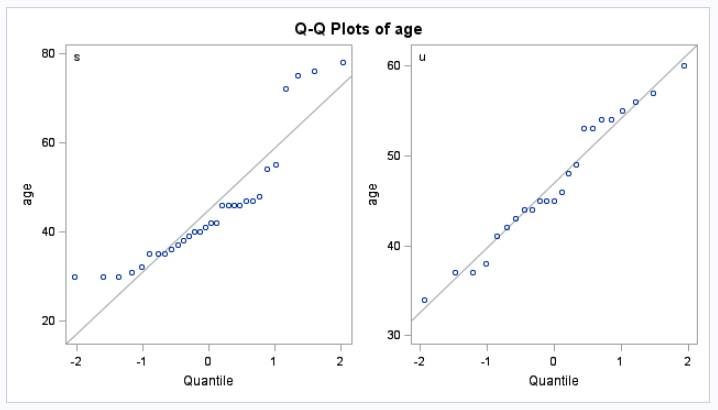 Q-Q Plots of age
s
80
60
40
20
age
-2 -1 0 1 2
Quantile
u
60
50
40
30
age
-2 -1 0 1 2
Quantile